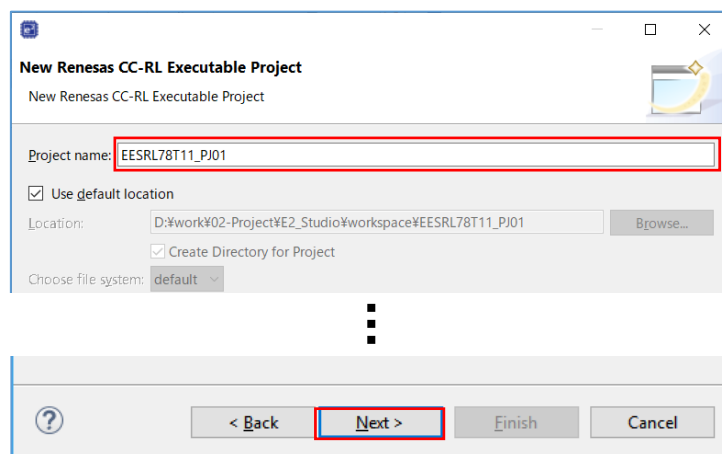 New Renesas CC-RL Executable Project
New Renesas CC-RL Executable Project
Project name: EESRL78T11_PJ01
Use default location
Location: D:¥work¥02-Project¥E2_Studio¥workspace¥EESRL78T11_PJ01 Browse...
Create Directory for Project
Choose file system: default
< Back Next > Finish Cancel